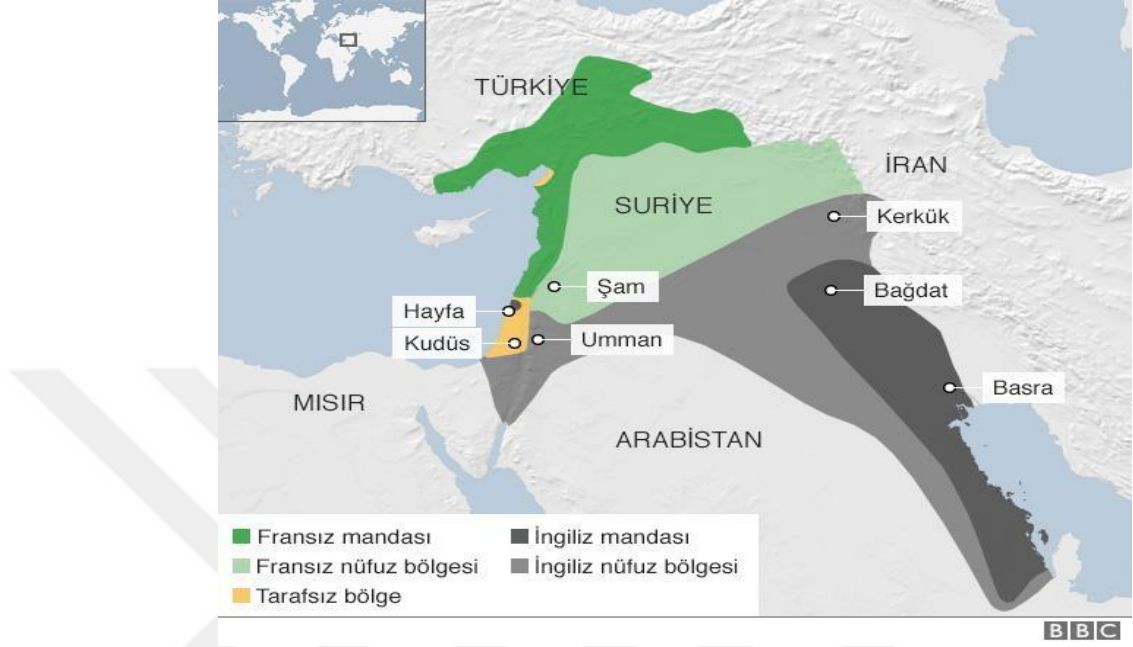 TÜRKİYE
İRAN
SURİYE
Kerkük
Şam
Bağdat
Hayfa
Kudüs
Umman
Basra
MISIR
ARABİSTAN
Fransız mandası
İngiliz mandası
Fransız nüfuz bölgesi
İngiliz nüfuz bölgesi
Tarafsız bölge
BBC